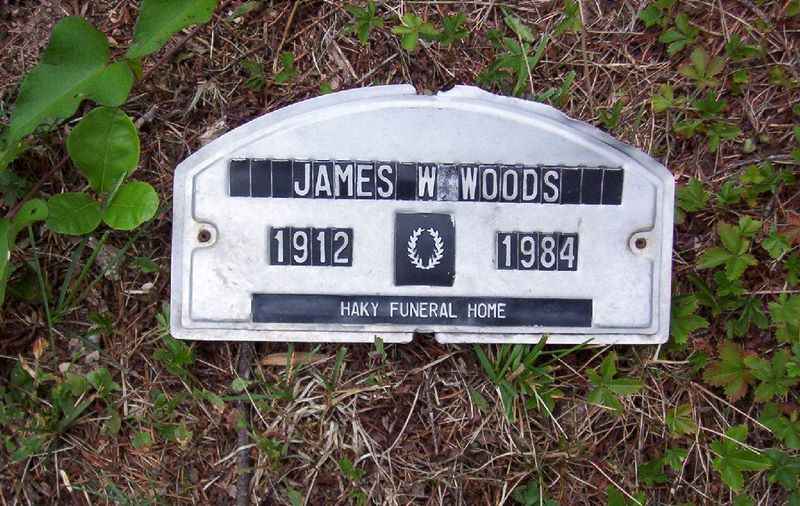 JAMES W WOODS
1912 1984
HAKY FUNERAL HOME